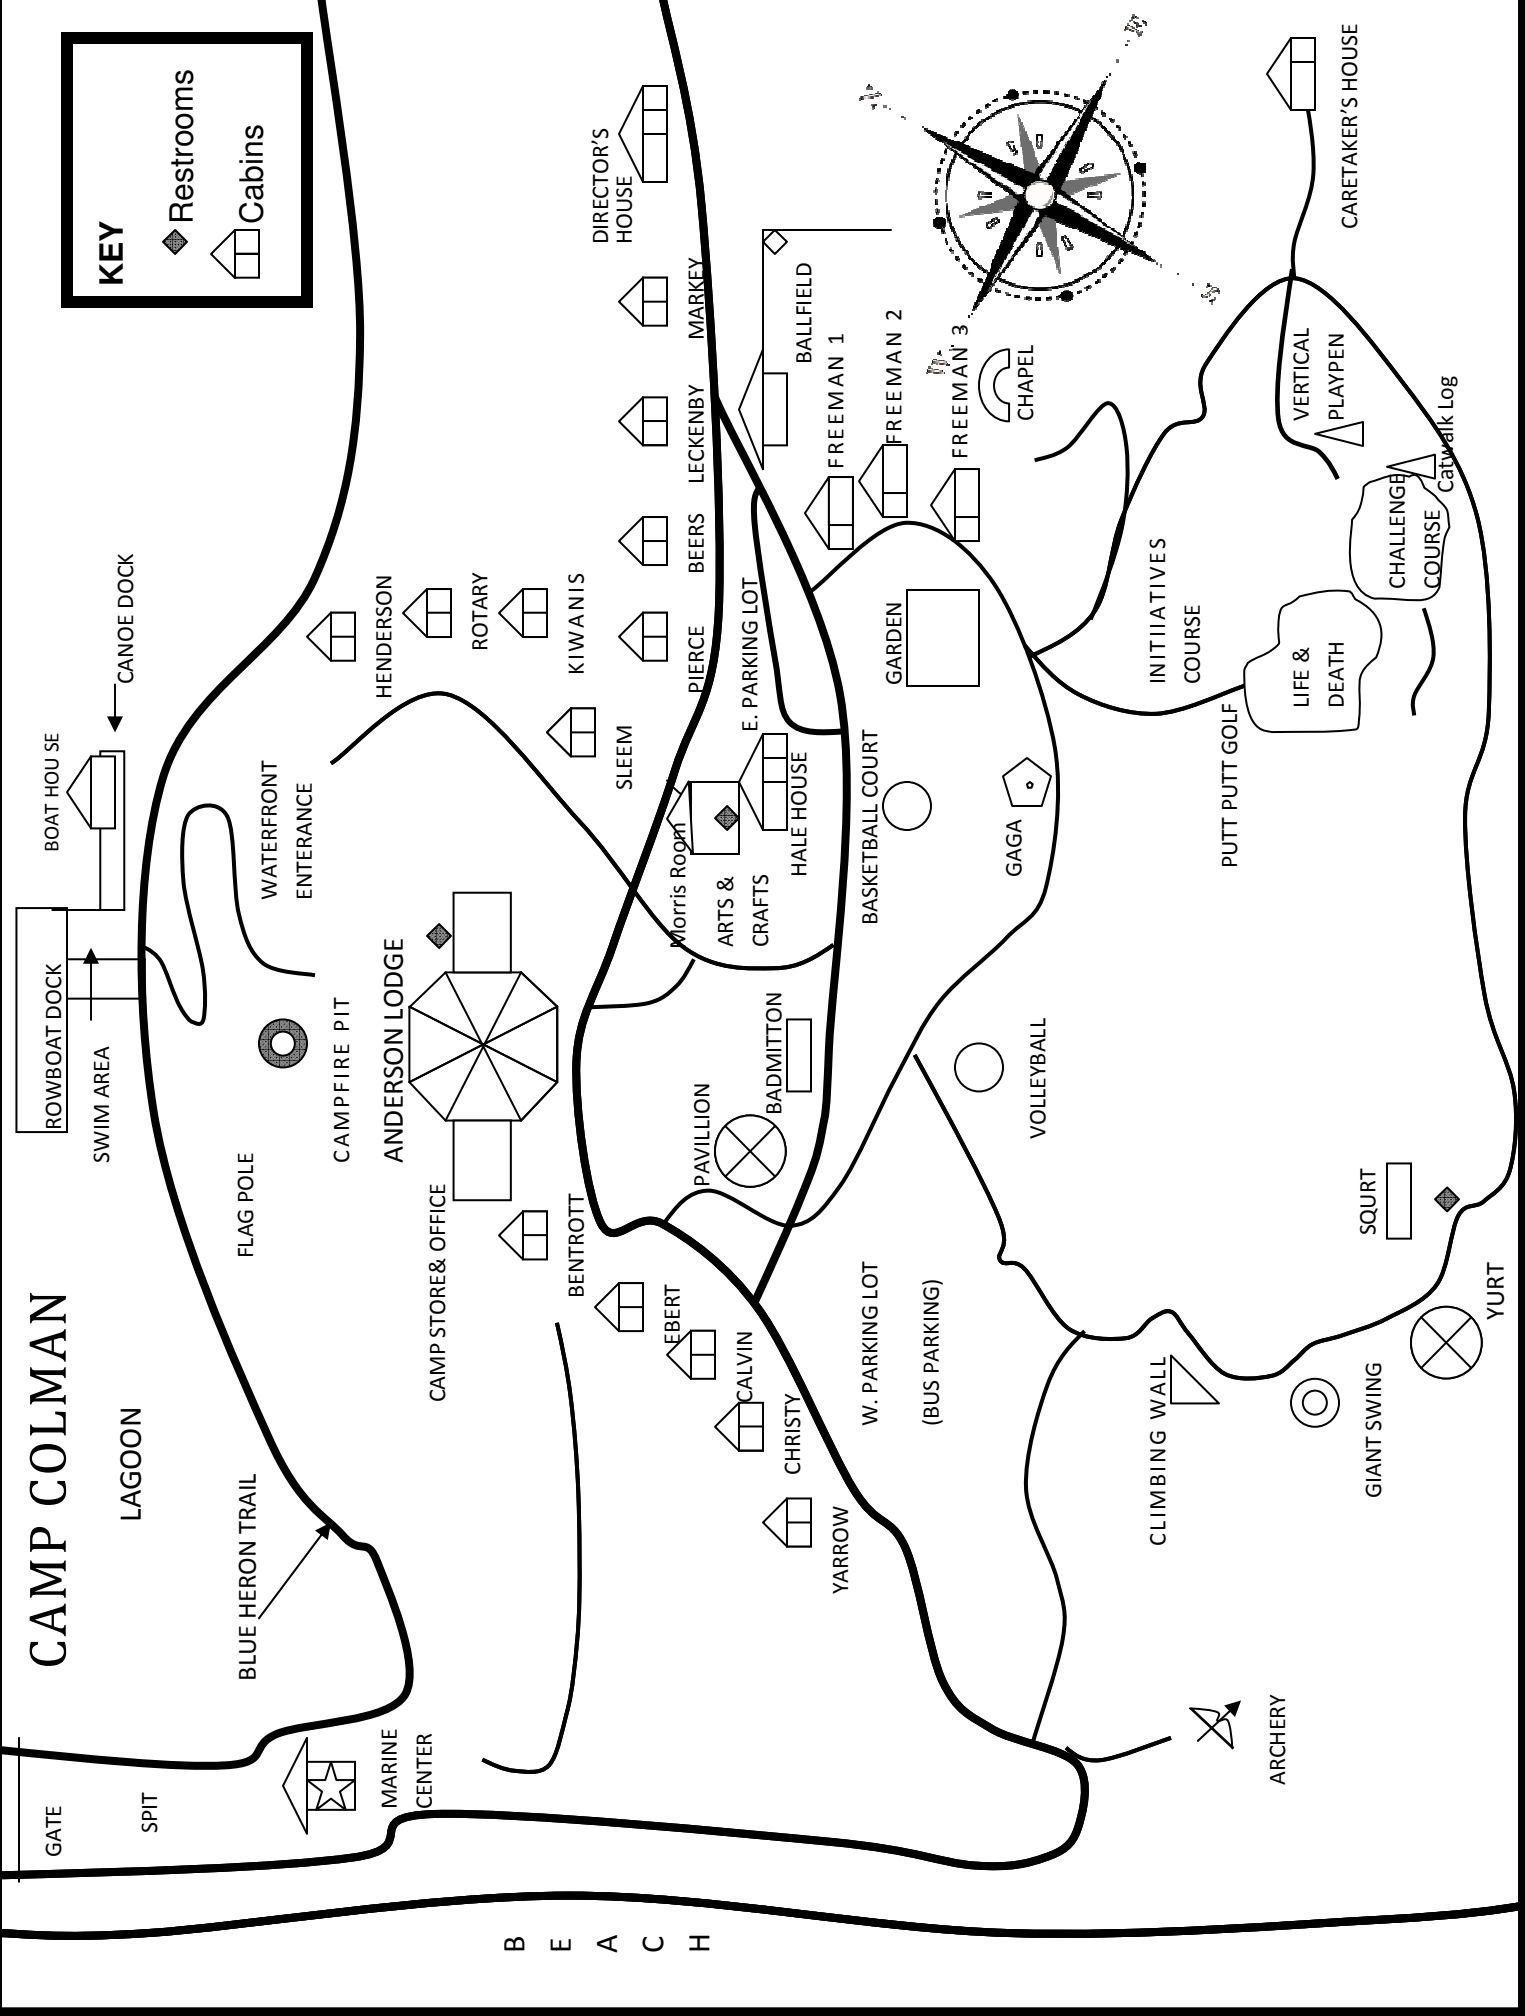 CAMP COLMAN
LAGOON
KEY
Restrooms
Cabins
GATE
SPIT
BLUE HERON TRAIL
MARINE
CENTER
FLAG POLE
CAMPFIRE PIT
ROWBOAT DOCK
SWIM AREA
BOAT HOU SE
CANOE DOCK
WATERFRONT
ENTERANCE
ANDERSON LODGE
CAMP STORE& OFFICE
HENDERSON
ROTARY
KIWANIS
SLEEM
PIERCE
BEERS
LECKENBY
MARKEY
DIRECTOR'S
HOUSE
BENTROTT
EBERT
CALVIN
CHRISTY
YARROW
PAVILLION
BADMITTON
Morris Room
ARTS &
CRAFTS
HALE HOUSE
E. PARKING LOT
BALLFIELD
FREEMAN 1
FREEMAN 2
FREEMAN 3
CHAPEL
N
E
S
W
BASKETBALL COURT
GARDEN
GAGA
VOLLEYBALL
W. PARKING LOT
(BUS PARKING)
INITIATIVES
COURSE
PUTT PUTT GOLF
LIFE &
DEATH
CHALLENGE
COURSE
VERTICAL
PLAYPEN
Catwalk Log
CARETAKER'S HOUSE
CLIMBING WALL
GIANT SWING
SQURT
YURT
ARCHERY
B
E
A
C
H